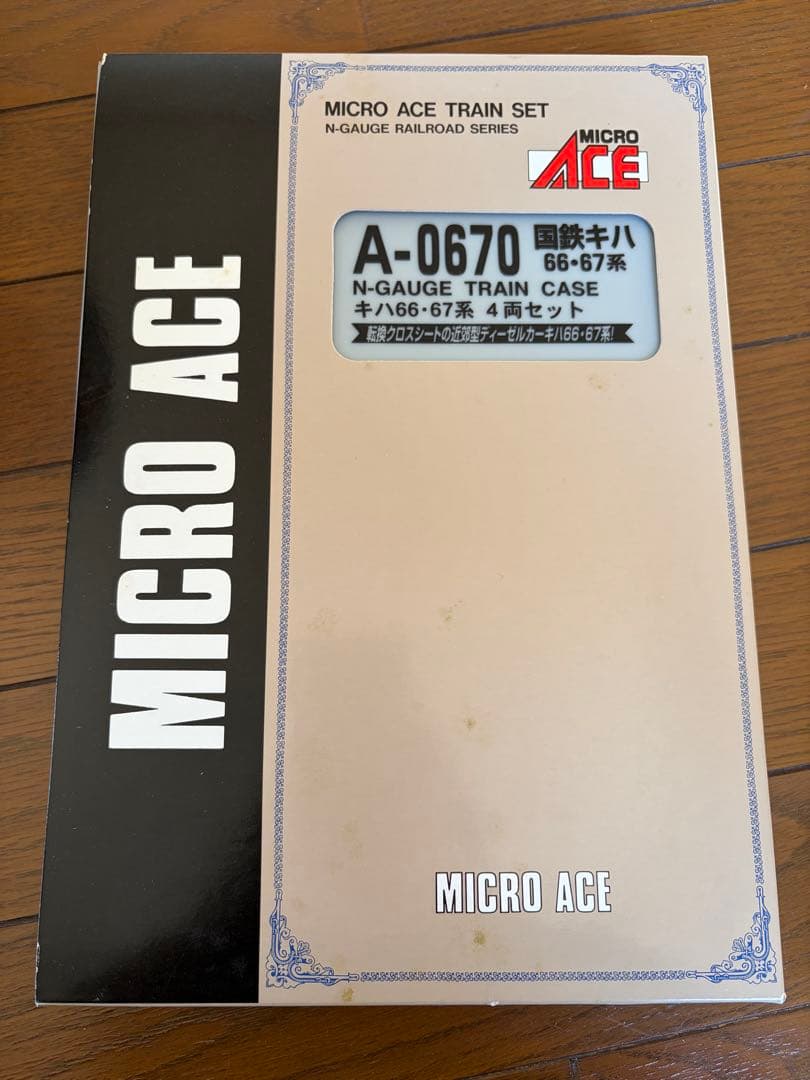 MICRO ACE TRAIN SET
N-GAUGE RAILROAD SERIES
MICRO
ACE
A-0670 国鉄キハ
66・67系
N-GAUGE TRAIN CASE
キハ66・67系 4両セット
転換クロスシートの近郊型ディーゼルカーキハ66・67系!
MICRO ACE
MICRO ACE